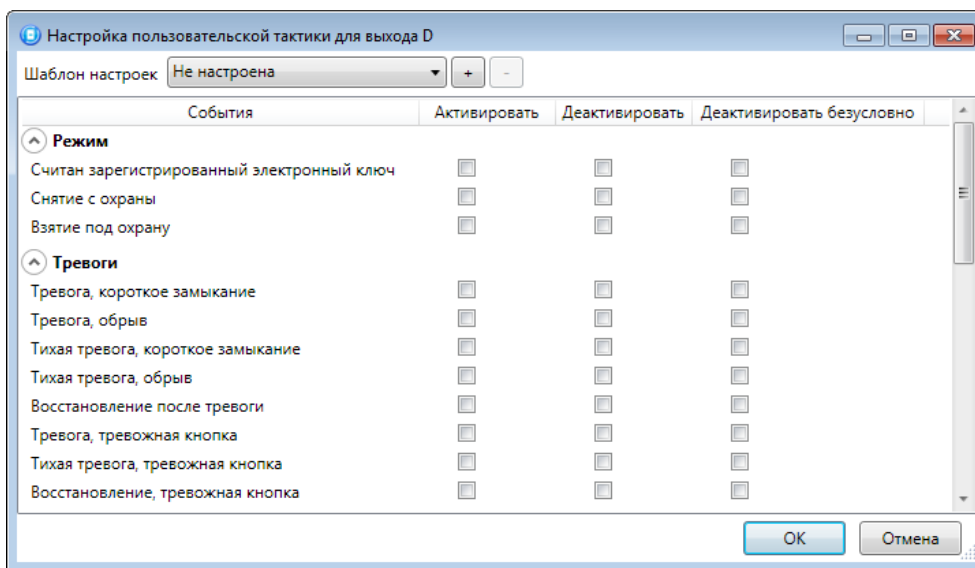 Настройка пользовательской тактики для выхода D
Шаблон настроек Не настроена + -
События Активировать Деактивировать Деактивировать безусловно
Режим
Считан зарегистрированный электронный ключ
Снятие с охраны
Взятие под охрану
Тревоги
Тревога, короткое замыкание
Тревога, обрыв
Тихая тревога, короткое замыкание
Тихая тревога, обрыв
Восстановление после тревоги
Тревога, тревожная кнопка
Тихая тревога, тревожная кнопка
Восстановление, тревожная кнопка
OK Отмена